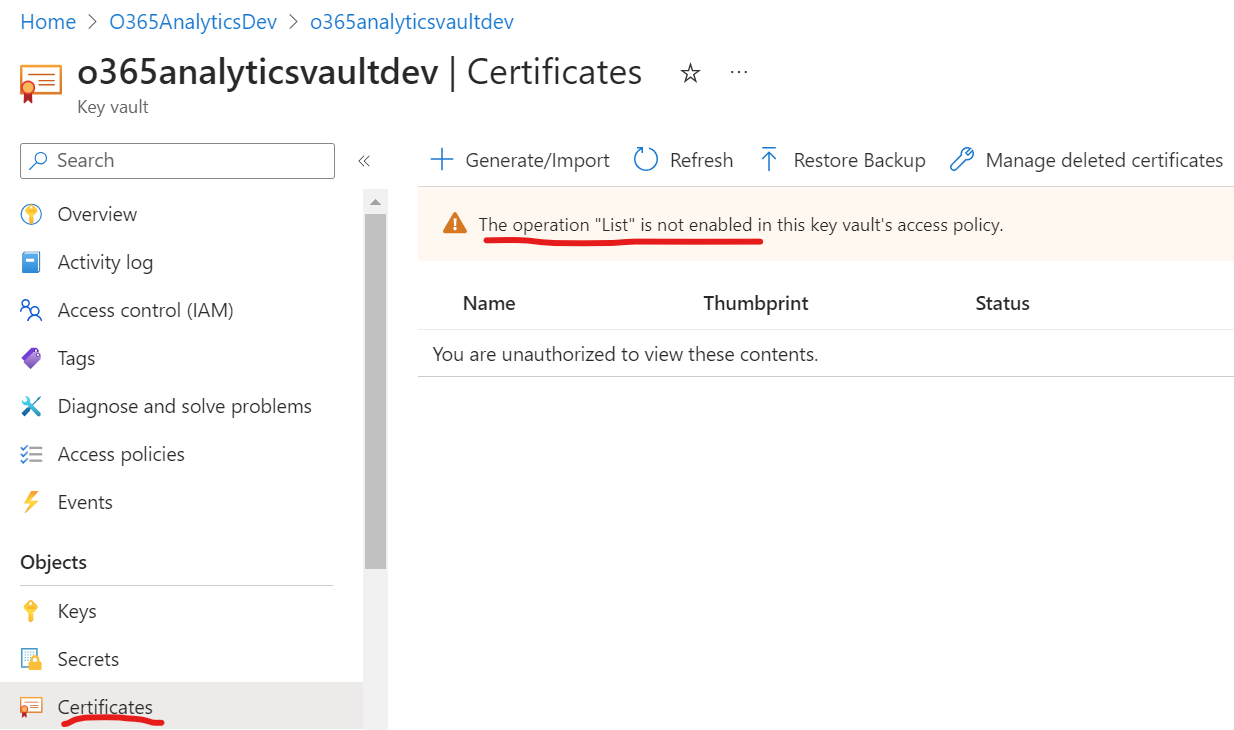 Home > O365AnalyticsDev > o365analyticsvaultdev
o365analyticsvaultdev | Certificates ☆ ...
Key vault
Search «
Generate/Import Refresh Restore Backup Manage deleted certificates
Overview
Activity log
Access control (IAM)
Tags
Diagnose and solve problems
Access policies
Events
Objects
Keys
Secrets
Certificates
The operation "List" is not enabled in this key vault's access policy.
Name Thumbprint Status
You are unauthorized to view these contents.